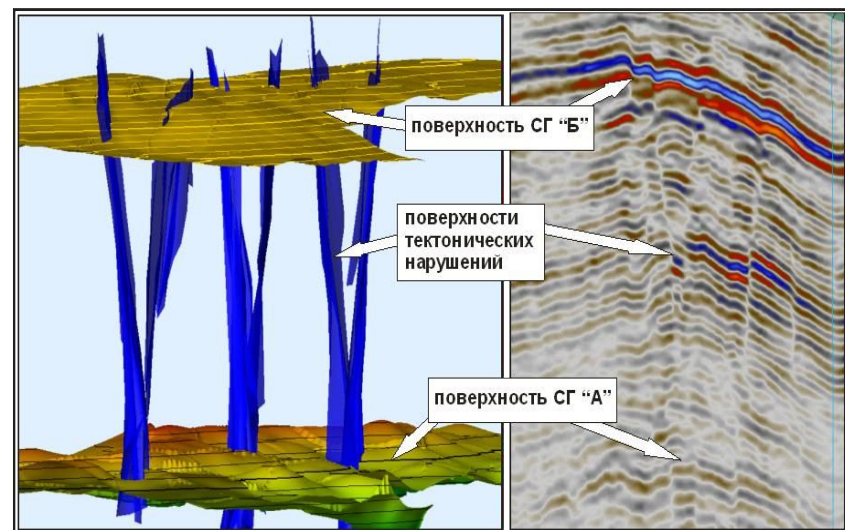 поверхность СГ “Б”
поверхности
тектонических
нарушений
поверхность СГ “А”